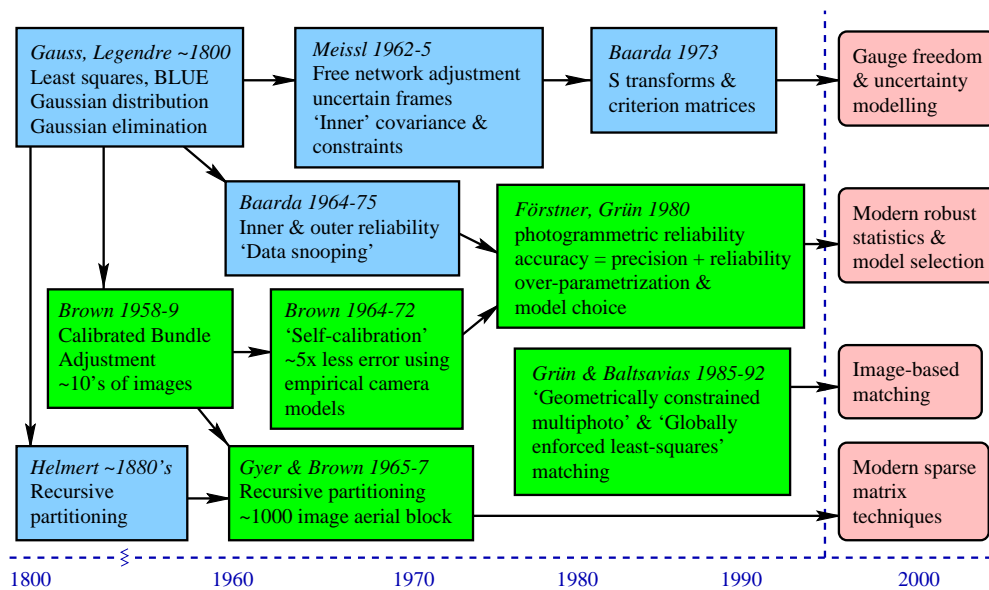 Gauss, Legendre ~1800
Least squares, BLUE
Gaussian distribution
Gaussian elimination
Meissl 1962-5
Free network adjustment
uncertain frames
‘Inner’ covariance &
constraints
Baarda 1973
S transforms &
criterion matrices
Gauge freedom
& uncertainty
modelling
Baarda 1964-75
Inner & outer reliability
‘Data snooping’
Förstner, Grün 1980
photogrammetric reliability
accuracy = precision + reliability
over-parametrization &
model choice
Modern robust
statistics &
model selection
Brown 1958-9
Calibrated Bundle
Adjustment
~10's of images
Brown 1964-72
‘Self-calibration’
~5x less error using
empirical camera
models
Grün & Baltsavias 1985-92
‘Geometrically constrained
multiphoto’ & ‘Globally
enforced least-squares’
matching
Image-based
matching
Helmert ~1880's
Recursive
partitioning
Gyer & Brown 1965-7
Recursive partitioning
~1000 image aerial block
Modern sparse
matrix
techniques
1800 1960 1970 1980 1990 2000